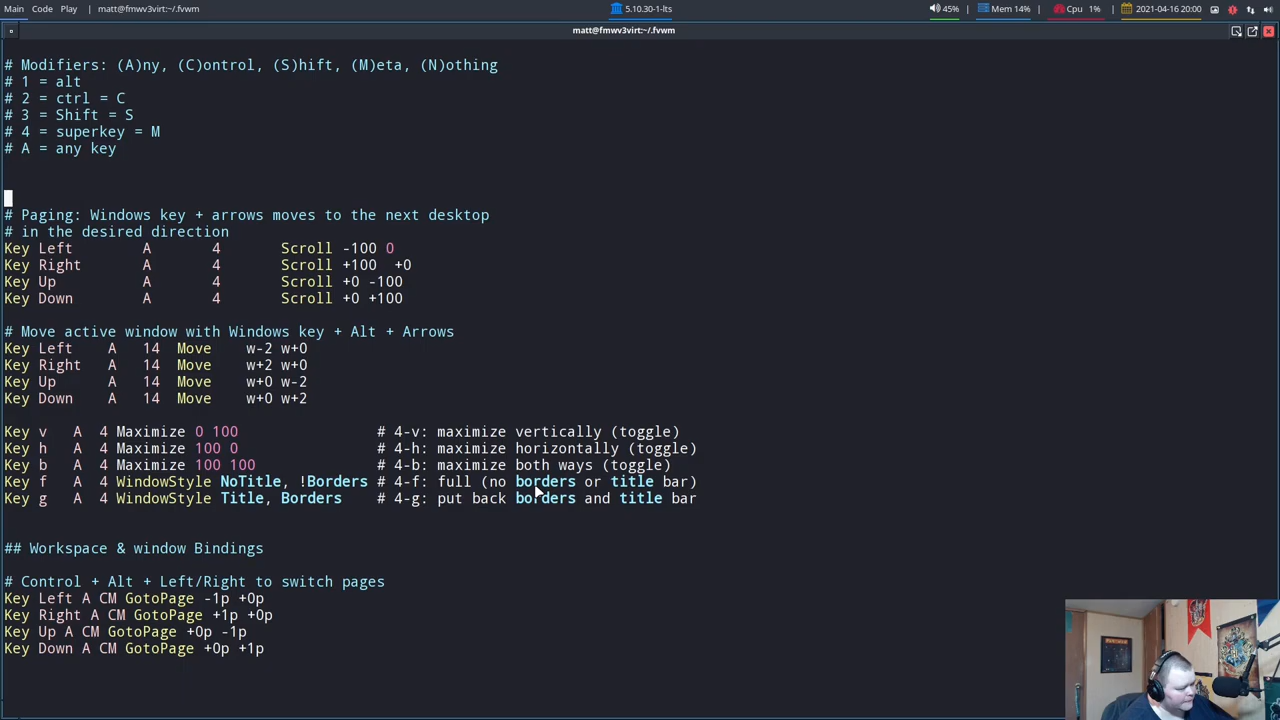 Main Code Play matt@fmwv3virt:~/.fvwm 5.10.30-1-lts 45% Mem 14% Cpu 1% 2021-04-16 20:00
matt@fmwv3virt:~/.fvwm
# Modifiers: (A)ny, (C)ontrol, (S)hift, (M)eta, (N)othing
# 1 = alt
# 2 = ctrl = C
# 3 = Shift = S
# 4 = superkey = M
# A = any key
# Paging: Windows key + arrows moves to the next desktop
# in the desired direction
Key Left A 4 Scroll -100 0
Key Right A 4 Scroll +100 +0
Key Up A 4 Scroll +0 -100
Key Down A 4 Scroll +0 +100
# Move active window with Windows key + Alt + Arrows
Key Left A 14 Move w-2 w+0
Key Right A 14 Move w+2 w+0
Key Up A 14 Move w+0 w-2
Key Down A 14 Move w+0 w+2
Key v A 4 Maximize 0 100 # 4-v: maximize vertically (toggle)
Key h A 4 Maximize 100 0 # 4-h: maximize horizontally (toggle)
Key b A 4 Maximize 100 100 # 4-b: maximize both ways (toggle)
Key f A 4 WindowStyle NoTitle, !Borders # 4-f: full (no borders or title bar)
Key g A 4 WindowStyle Title, Borders # 4-g: put back borders and title bar
## Workspace & window Bindings
# Control + Alt + Left/Right to switch pages
Key Left A CM GotoPage -1p +0p
Key Right A CM GotoPage +1p +0p
Key Up A CM GotoPage +0p -1p
Key Down A CM GotoPage +0p +1p